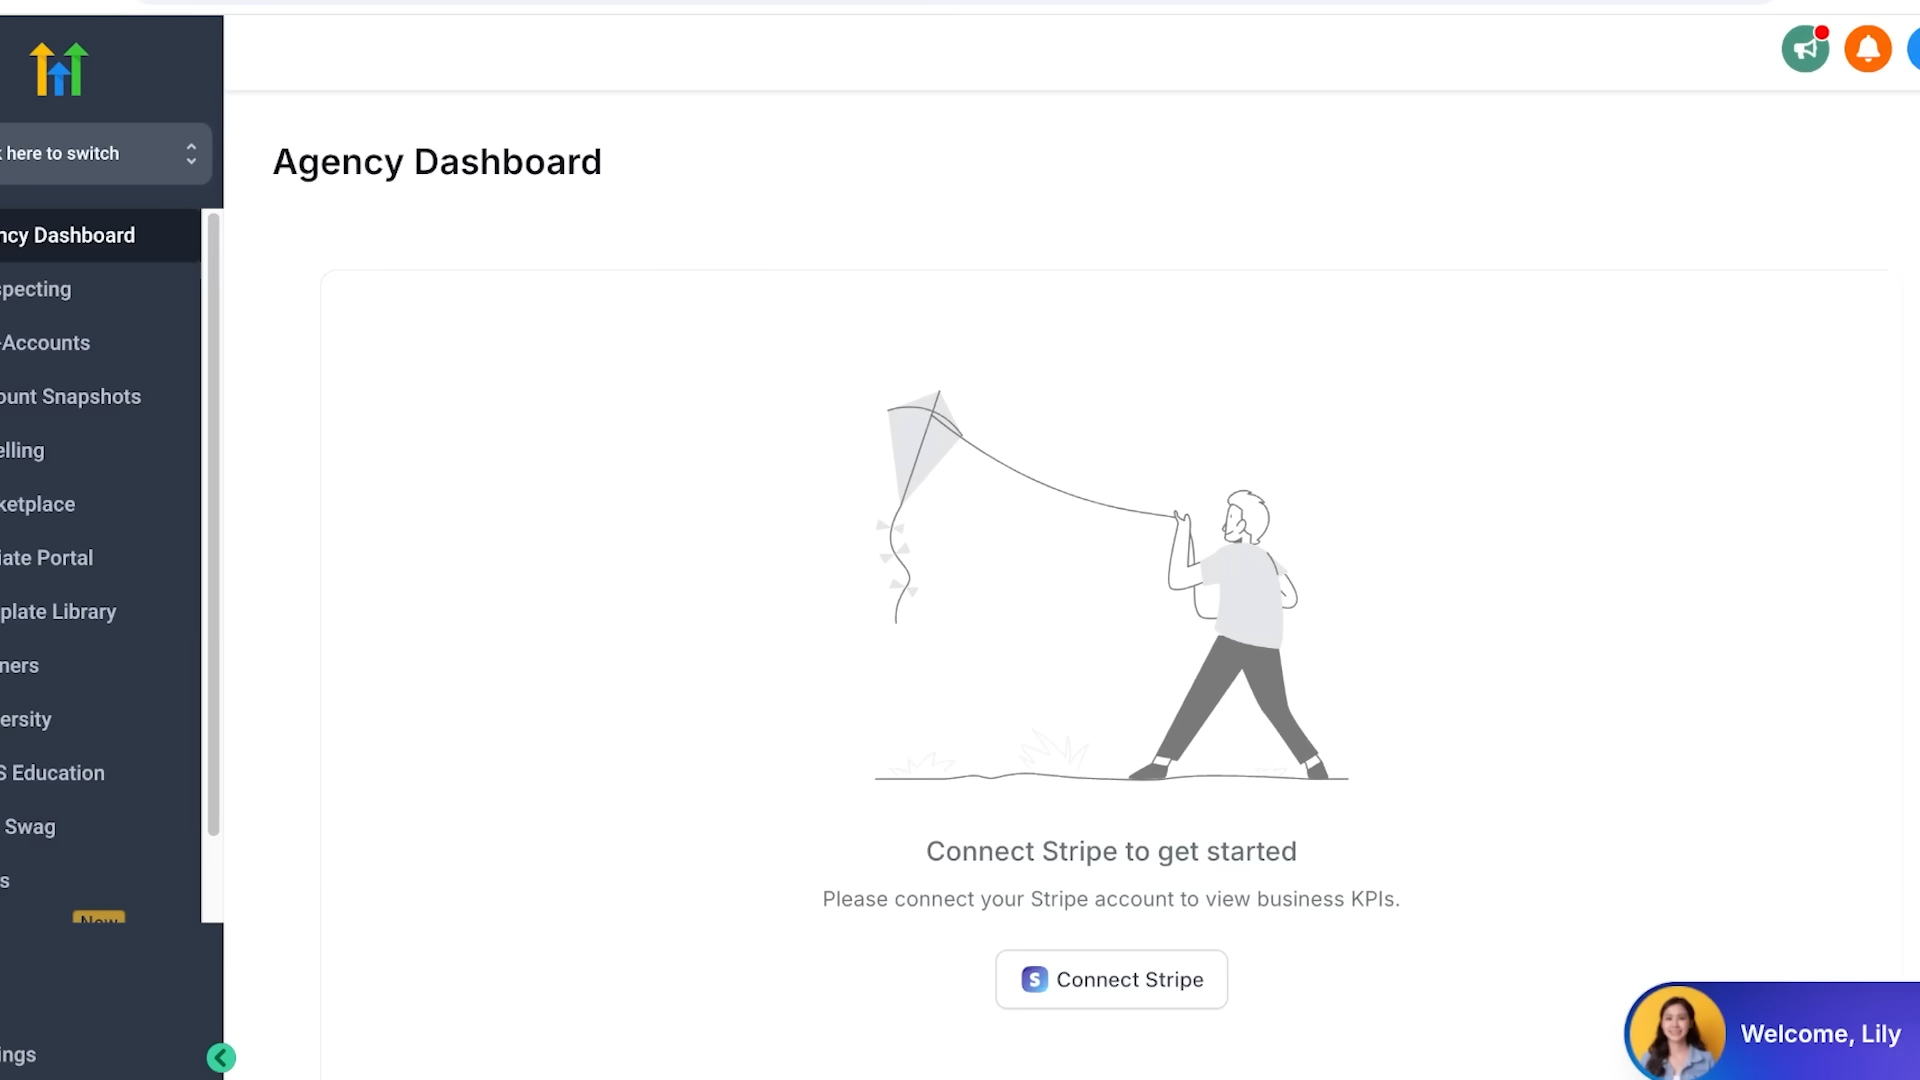 here to switch
Agency Dashboard
ncy Dashboard
specting
-Accounts
ount Snapshots
elling
ketplace
iate Portal
plate Library
ners
ersity
S Education
Swag
s
New
ings
Connect Stripe to get started
Please connect your Stripe account to view business KPIs.
S Connect Stripe
Welcome, Lily